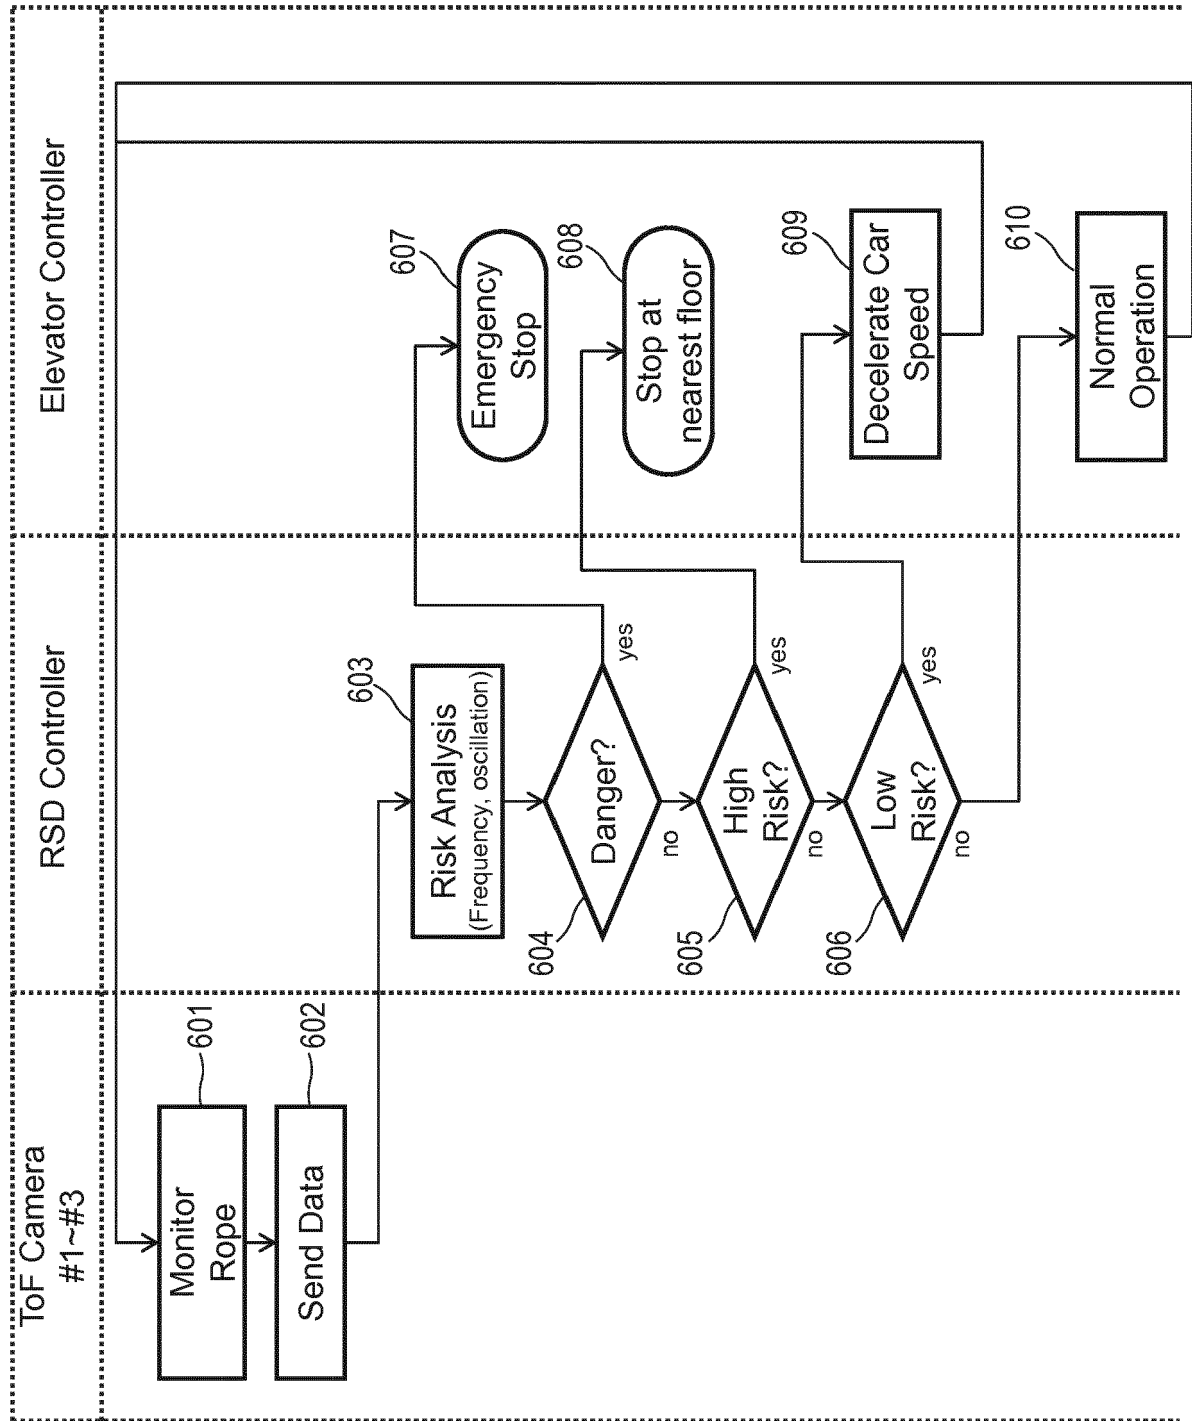 ToF Camera
#1~#3
RSD Controller
Elevator Controller
601
Monitor
Rope
602
Send Data
603
Risk Analysis
(Frequency, oscillation)
604
Danger?
yes
no
605
High
Risk?
yes
no
606
Low
Risk?
yes
no
607
Emergency
Stop
608
Stop at
nearest floor
609
Decelerate Car
Speed
610
Normal
Operation